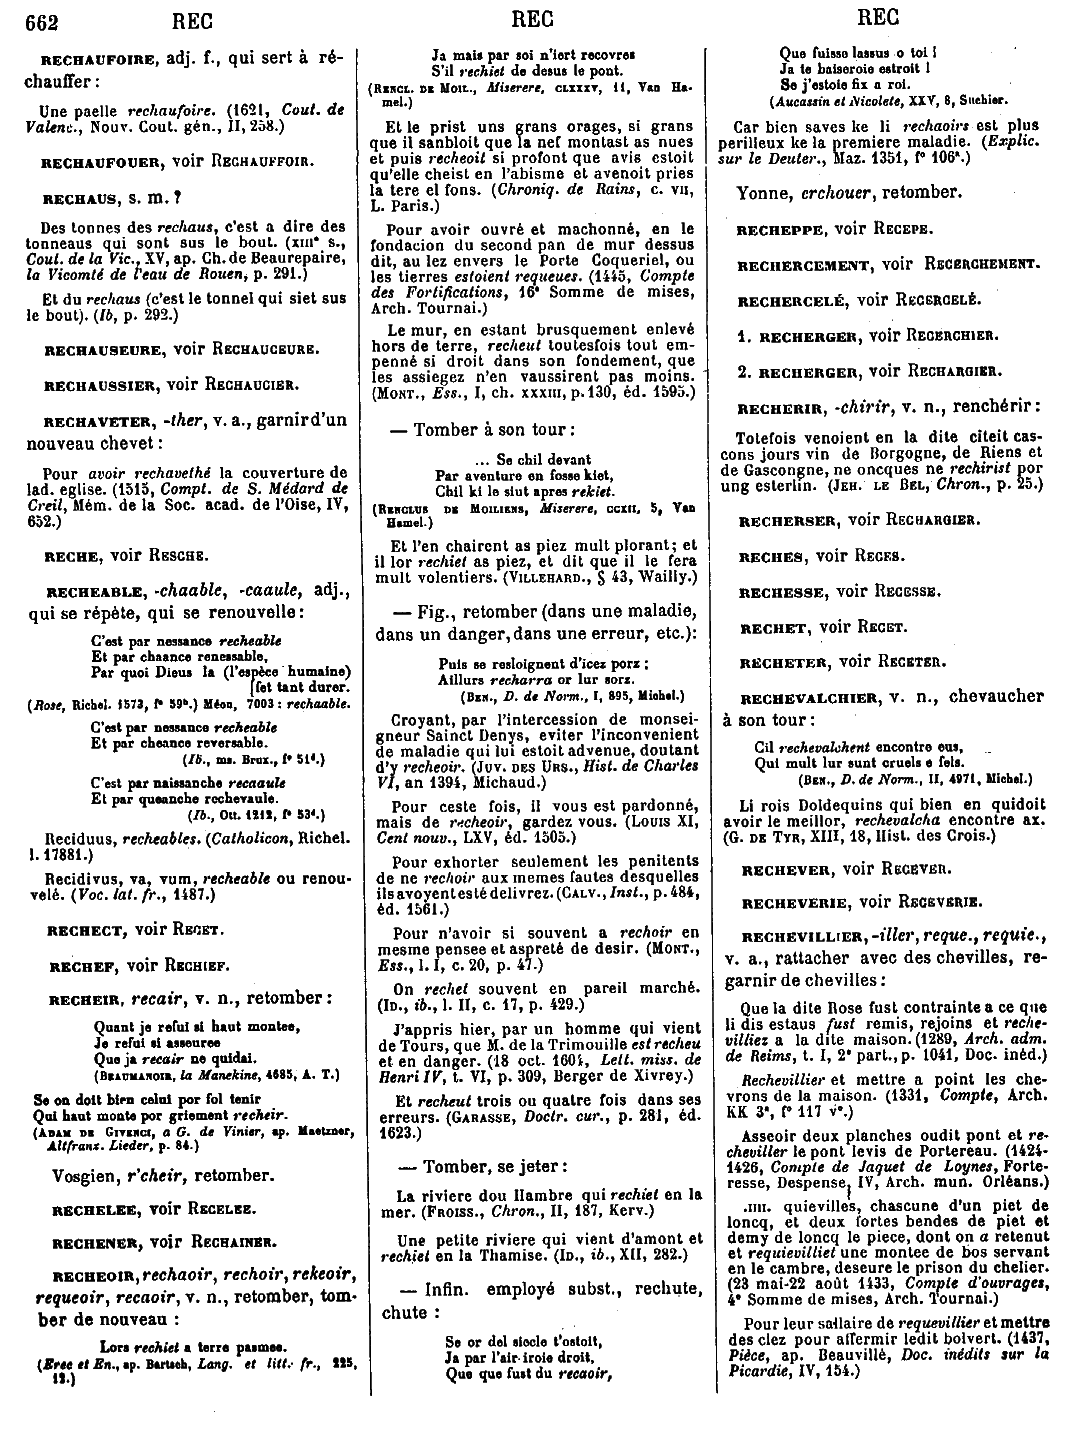 662 REC REC REC
RECHAUFOIRE, adj. f., qui sert à ré-
chauffer :
Une paelle rechaufoire. (1621, Cout. de
Valenc., Nouv. Cout. gén., II, 258.)
RECHAUFOUER, voir RECHAUFFOIR.
RECHAUS, s. m. ?
Des tonnes des rechaus, c'est a dire des
tonneaus qui sont sus le bout. (XIIIe s.,
Cout. de la Vic., XV, ap. Ch. de Beaurepaire,
la Vicomté de l'eau de Rouen, p. 291.)
Et du rechaus (c'est le tonnel qui siet sus
le bout). (Ib, p. 292.)
RECHAUSEURE, voir RECHAUCEURE.
RECHAUSSIER, voir RECHAUCIER.
RECHAVETER, -ther, v. a., garnir d'un
nouveau chevet :
Pour avoir rechavethé la couverture de
lad. eglise. (1515, Compt. de S. Médard de
Creil, Mém. de la Soc. acad. de l'Oise, IV,
652.)
RECHE, voir RESCHE.
RECHEABLE, -chaable, -caaule, adj.,
qui se répète, qui se renouvelle :
C'est par nessance recheable
Et par chaance renessable,
Par quoi Dieus la (l'espèce humaine)
[fet tant durer.
(Rose, Richel. 1573, f° 59b.) Méon, 7003 : rechaable.
C'est par nessance recheable
Et par cheance reversable.
(Ib., ms. Brux., f° 51d.)
C'est par naissanche recaaule
Et par queanche rechevaule.
(Ib., Ott. 1212, f° 53d.)
Reciduus, recheables. (Catholicon, Richel.
l. 17881.)
Recidivus, va, vum, recheable ou renou-
velé. (Voc. lat. fr., 1487.)
RECHECT, voir RECET.
RECHEF, voir RECHIEF.
RECHEIR, recair, v. n., retomber :
Quant je refui si haut montee,
Je refui si asseuree
Que ja recair ne quidai.
(BEAUMANOIR, la Manekine, 4685, A. T.)
Se on doit bien celui por fol tenir
Qui haut monte por griement recheir.
(ADAM DE GIVENCI, a G. de Vinier, ap. Maetzner,
Altfranz. Lieder, p. 84.)
Vosgien, r'cheir, retomber.
RECHELEE, voir RECELEE.
RECHENER, voir RECHAINER.
RECHEOIR, rechaoir, rechoir, rekeoir,
requeoir, recaoir, v. n., retomber, tom-
ber de nouveau :
Lors rechiet a terre pasmee.
(Erec et En., ap. Bartsch, Lang. et litt. fr., 225,
12.)
Ja mais par soi n'iert recovres
S'il rechiet de desus le pont.
(RENCL. DE MOIL., Miserere, CLXXXV, 11, Van Ha-
mel.)
Et le prist uns grans orages, si grans
que il sanbloit que la nef montast as nues
et puis recheoit si profont que avis estoit
qu'elle cheist en l'abisme et avenoit pries
la tere el fons. (Chroniq. de Rains, c. VII,
L. Paris.)
Pour avoir ouvré et machonné, en le
fondacion du second pan de mur dessus
dit, au lez envers le Porte Coqueriel, ou
les tierres estoient requeues. (1445, Compte
des Fortifications, 16e Somme de mises,
Arch. Tournai.)
Le mur, en estant brusquement enlevé
hors de terre, recheut toutesfois tout em-
penné si droit dans son fondement, que
les assiegez n'en vaussirent pas moins.
(MONT., Ess., I, ch. XXXIII, p. 130, éd. 1595.)
— Tomber à son tour :
... Se chil devant
Par aventure en fosse kiet,
Chil ki le siut apres rekiet.
(RENCLUS DE MOILIENS, Miserere, CCXII, 5, Van
Hamel.)
Et l'en chairent as piez mult plorant ; et
il lor rechiet as piez, et dit que il le fera
mult volentiers. (VILLEHARD., § 43, Wailly.)
— Fig., retomber (dans une maladie,
dans un danger, dans une erreur, etc.):
Puis se resloignent d'icez porz ;
Aillurs recharra or lur sorz.
(BEN., D. de Norm., I, 895, Michel.)
Croyant, par l'intercession de monsei-
gneur Sainct Denys, eviter l'inconvenient
de maladie qui lui estoit advenue, doutant
d'y recheoir. (JUV. DES URS., Hist. de Charles
VI, an 1394, Michaud.)
Pour ceste fois, il vous est pardonné,
mais de recheoir, gardez vous. (LOUIS XI,
Cent nouv., LXV, éd. 1505.)
Pour exhorter seulement les penitents
de ne rechoir aux memes fautes desquelles
ils avoyent esté delivrez. (CALV., Inst., p. 484,
éd. 1561.)
Pour n'avoir si souvent a rechoir en
mesme pensee et aspreté de desir. (MONT.,
Ess., l. I, c. 20, p. 47.)
On rechet souvent en pareil marché.
(ID., ib., l. II, c. 17, p. 429.)
J'appris hier, par un homme qui vient
de Tours, que M. de la Trimouille est recheu
et en danger. (18 oct. 1604, Lett. miss. de
Henri IV, t. VI, p. 309, Berger de Xivrey.)
Et recheut trois ou quatre fois dans ses
erreurs. (GARASSE, Doctr. cur., p. 281, éd.
1623.)
— Tomber, se jeter :
La riviere dou Hambre qui rechiet en la
mer. (FROISS., Chron., II, 187, Kerv.)
Une petite riviere qui vient d'amont et
rechiet en la Thamise. (ID., ib., XII, 282.)
— Infin. employé subst., rechute,
chute :
Se or del siecle t'ostoit,
Ja par l'air iroie droit,
Que que fust du recaoir,
Que fuisse lassus o toi !
Ja te baiseroie estroit !
Se j'estoie fix a roi.
(Aucassin et Nicolete, XXV, 8, Suchier.
Car bien saves ke li rechaoirs est plus
perilleux ke la premiere maladie. (Explic.
sur le Deuter., Maz. 1351, f° 106a.)
Yonne, erchouer, retomber.
RECHEPPE, voir RECEPE.
RECHERCEMENT, voir RECERCHEMENT.
RECHERCELÉ, voir RECERCELÉ.
1. RECHERGER, voir RECERCHIER.
2. RECHERGER, voir RECHARGIER.
RECHERIR, -chirir, v. n., renchérir :
Totefois venoient en la dite citeit cas-
cons jours vin de Borgogne, de Riens et
de Gascongne, ne oncques ne rechirist por
ung esterlin. (JEH. LE BEL, Chron., p. 25.)
RECHERSER, voir RECHARGIER.
RECHES, voir RECES.
RECHESSE, voir RECESSE.
RECHET, voir RECET.
RECHETER, voir RECETER.
RECHEVALCHIER, v. n., chevaucher
à son tour :
Cil rechevalchent encontre eus,
Qui mult lur sunt cruels e fels.
(BEN., D. de Norm., II, 4971, Michel.)
Li rois Doldequins qui bien en quidoit
avoir le meillor, rechevalcha encontre ax.
(G. DE TYR, XIII, 18, Hist. des Crois.)
RECHEVER, voir RECEVER.
RECHEVERIE, voir RECEVERIE.
RECHEVILLIER, -iller, reque., requie.,
v. a., rattacher avec des chevilles, re-
garnir de chevilles :
Que la dite Rose fust contrainte a ce que
li dis estaus fust remis, rejoins et reche-
villiez a la dite maison. (1289, Arch. adm.
de Reims, t. I, 2e part., p. 1041, Doc. inéd.)
Rechevillier et mettre a point les che-
vrons de la maison. (1331, Compte, Arch.
KK 3a, f° 117 v°.)
Asseoir deux planches oudit pont et re-
cheviller le pont levis de Portereau. (1424-
1426, Compte de Jaquet de Loynes, Forte-
resse, Despense, IV, Arch. mun. Orléans.)
.IIII. quievilles, chascune d'un piet de
loncq, et deux fortes bendes de piet et
demy de loncq le piece, dont on a retenut
et requievilliet une montee de bos servant
en le cambre, deseure le prison du chelier.
(23 mai-22 août 1433, Compte d'ouvrages,
4e Somme de mises, Arch. Tournai.)
Pour leur sallaire de requevillier et mettre
des clez pour affermir ledit bolvert. (1437,
Pièce, ap. Beauvillé, Doc. inédits sur la
Picardie, IV, 154.)